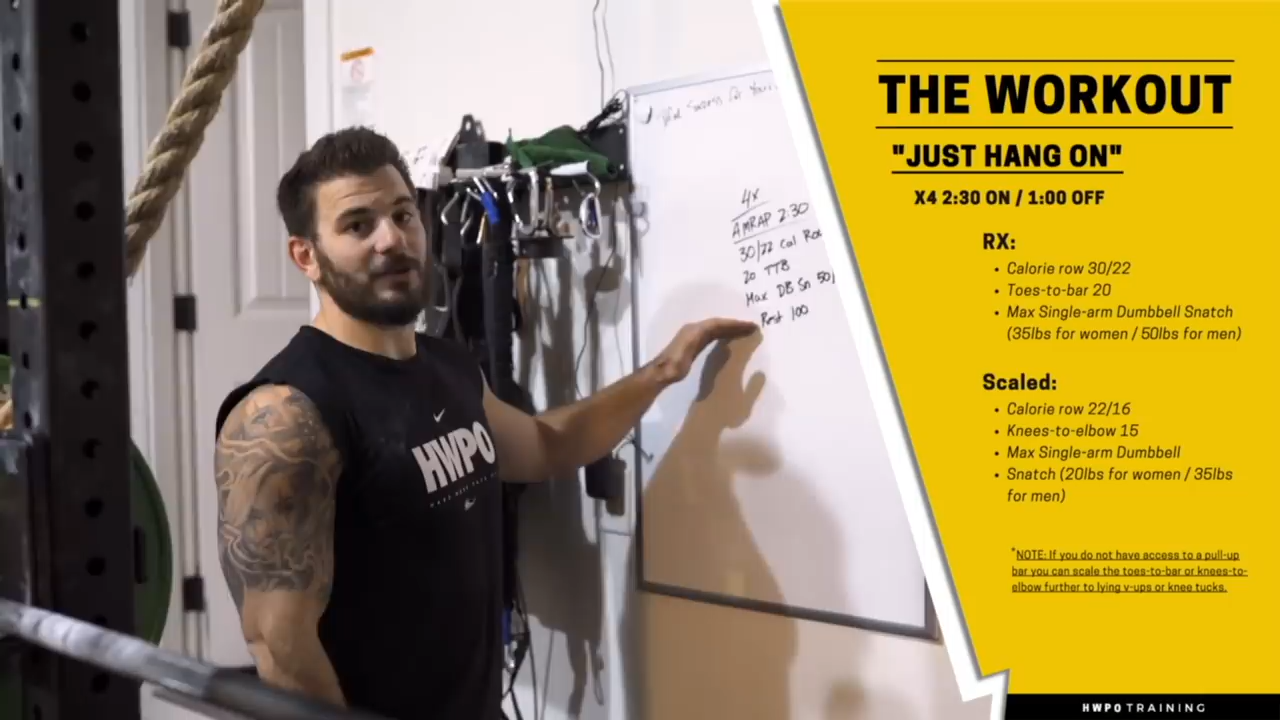 THE WORKOUT
"JUST HANG ON"
X4 2:30 ON / 1:00 OFF
RX:
• Calorie row 30/22
• Toes-to-bar 20
• Max Single-arm Dumbbell Snatch
(35lbs for women / 50lbs for men)
Scaled:
• Calorie row 22/16
• Knees-to-elbow 15
• Max Single-arm Dumbbell
• Snatch (20lbs for women / 35lbs
for men)
*NOTE: If you do not have access to a pull-up
bar you can scale the toes-to-bar or knees-to-
elbow further to lying v-ups or knee tucks.
HWPO TRAINING
for Your
4x
AMRAP 2:30
30/22 Cal Row
20 TTB
Max DB Sn 50/
Rest 1:00
HWPO